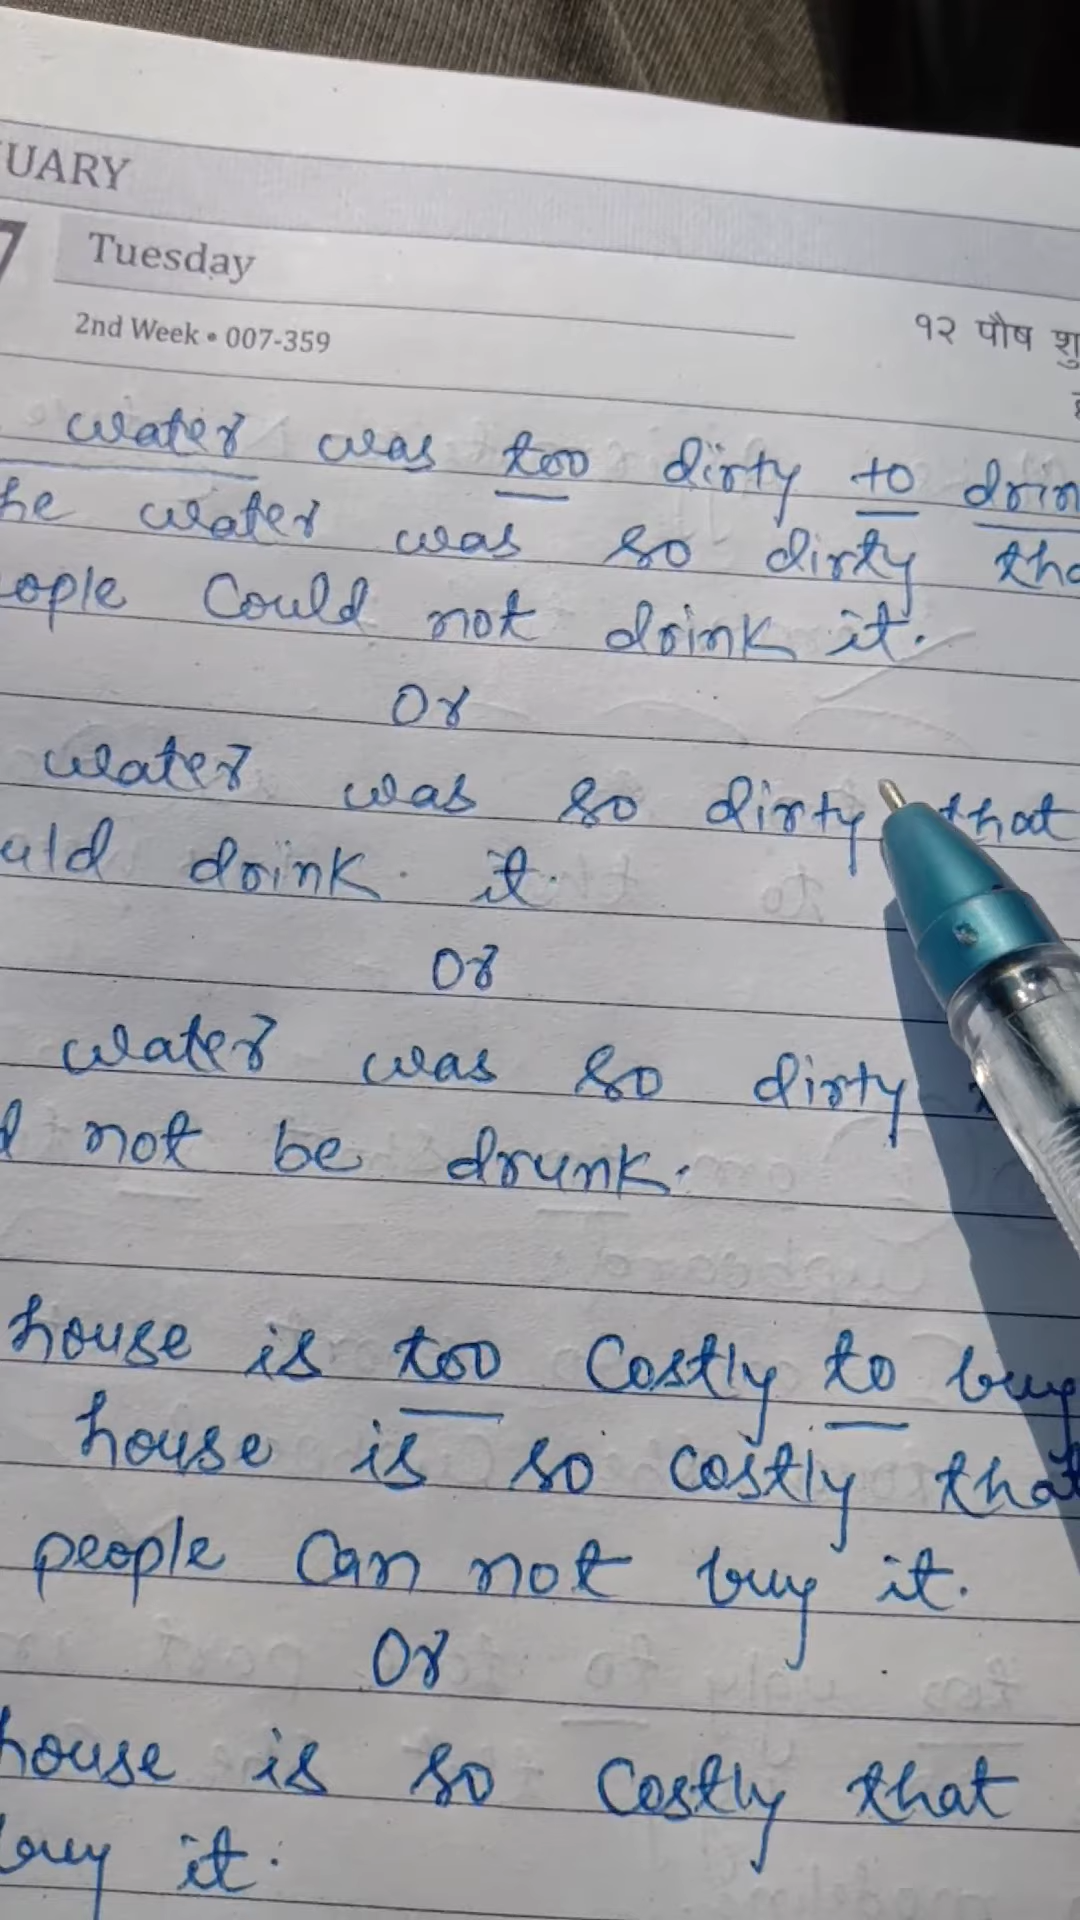 UARY
7 Tuesday
2nd Week • 007-359
१२ पौष शु
water was too dirty to drin
he water was so dirty tha
ople Could not drink it.
Or
water was so dirty that
uld drink it.
Or
water was so dirty
d not be drunk.
house is too Costly to buy
house is so costly that
people Can not buy it.
Or
house is so Costly that
buy it.